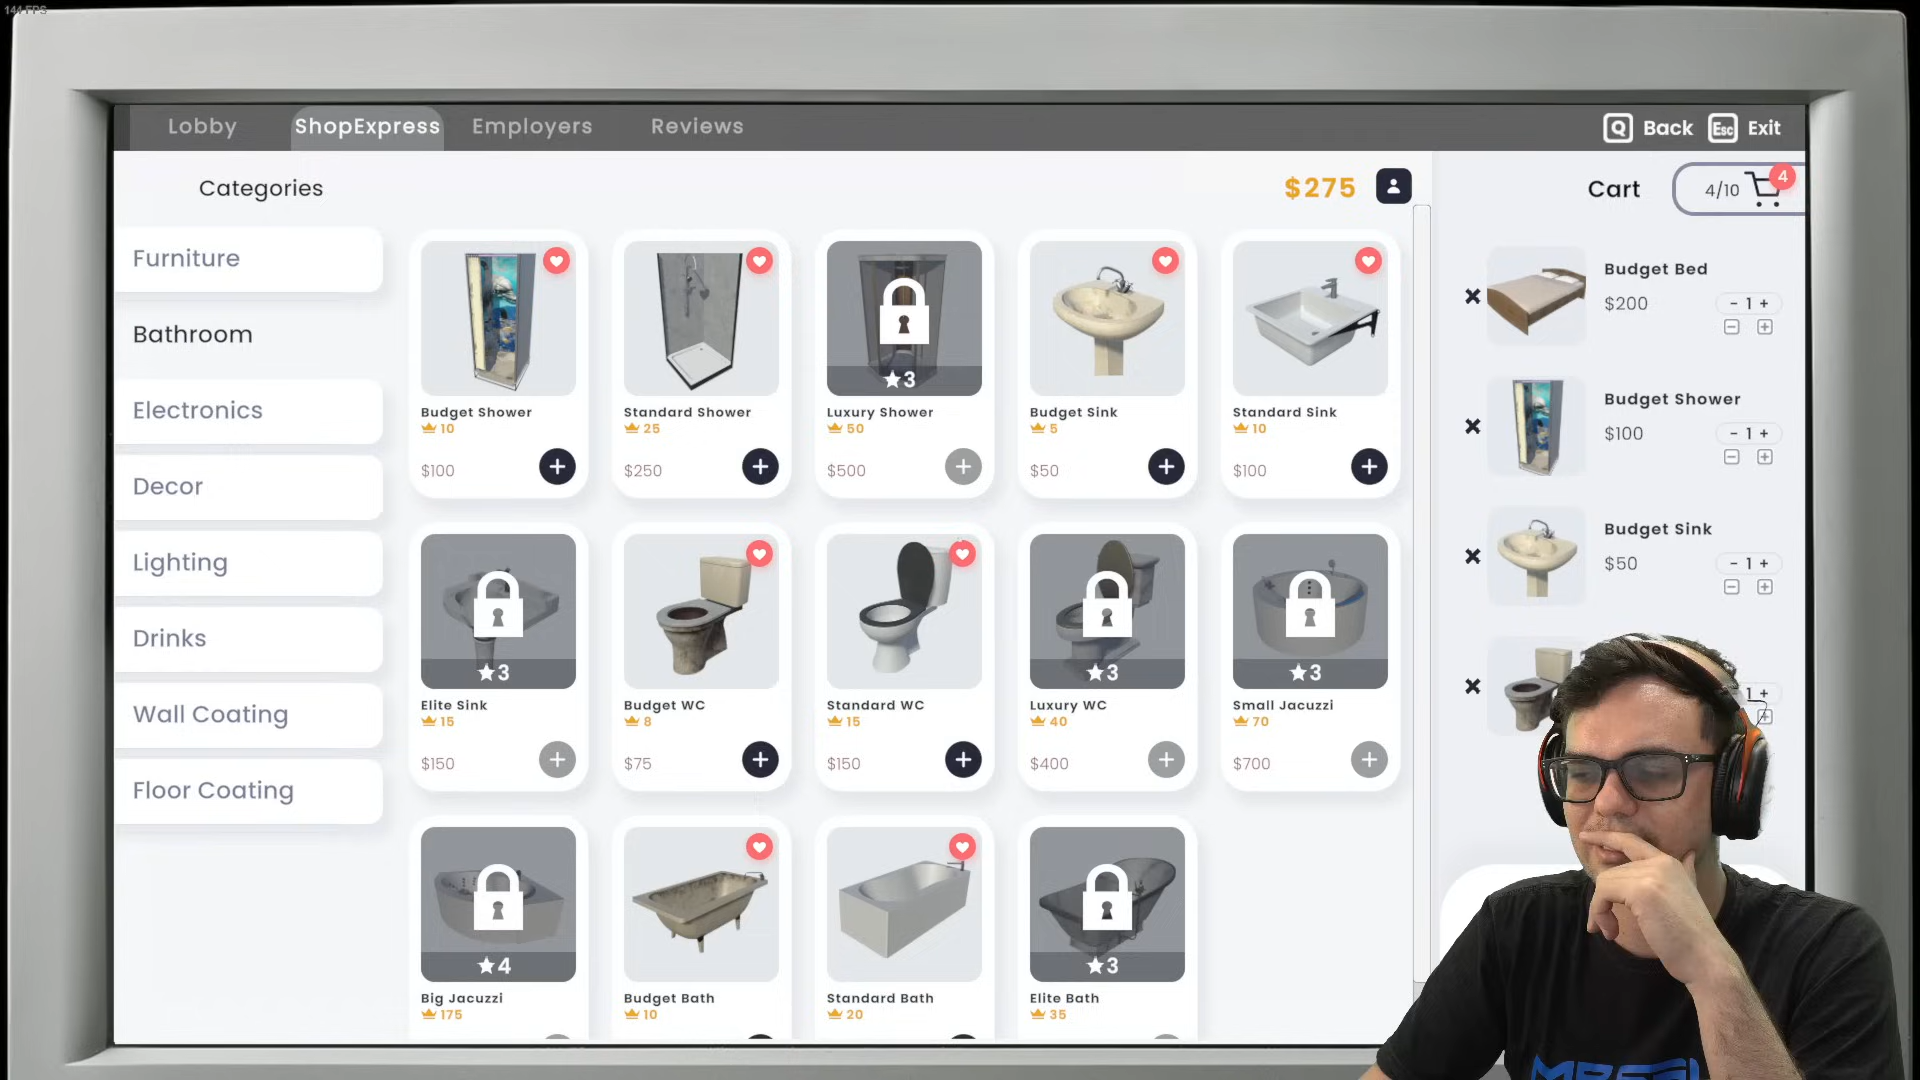 144 FPS
Lobby
ShopExpress
Employers
Reviews
Q Back
Esc Exit
Categories
$275
Cart
4/10
4
Furniture
Bathroom
Electronics
Decor
Lighting
Drinks
Wall Coating
Floor Coating
Budget Shower
10
$100
Standard Shower
25
$250
3
Luxury Shower
50
$500
Budget Sink
5
$50
Standard Sink
10
$100
3
Elite Sink
15
$150
Budget WC
8
$75
Standard WC
15
$150
3
Luxury WC
40
$400
3
Small Jacuzzi
70
$700
4
Big Jacuzzi
175
Budget Bath
10
Standard Bath
20
3
Elite Bath
35
Budget Bed
$200
- 1 +
Budget Shower
$100
- 1 +
Budget Sink
$50
- 1 +
1 +